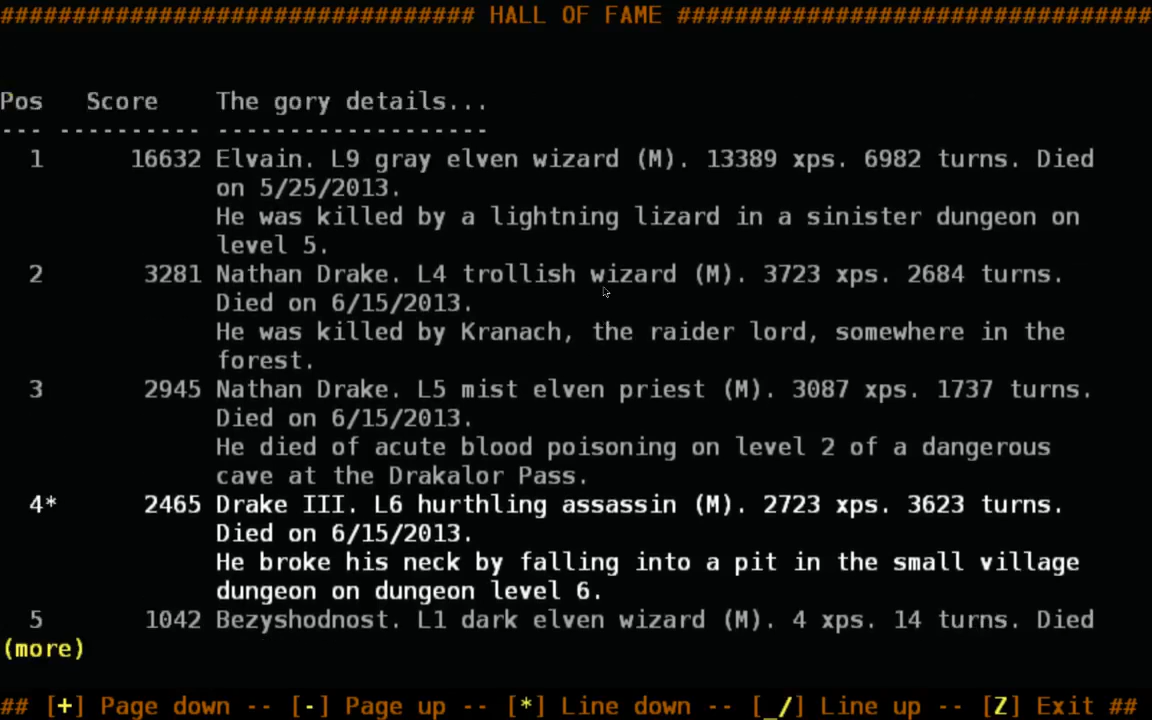 ################################# HALL OF FAME #################################
Pos   Score    The gory details...
--- ---------- -------------------
  1      16632 Elvain. L9 gray elven wizard (M). 13389 xps. 6982 turns. Died
               on 5/25/2013.
               He was killed by a lightning lizard in a sinister dungeon on
               level 5.
  2       3281 Nathan Drake. L4 trollish wizard (M). 3723 xps. 2684 turns.
               Died on 6/15/2013.
               He was killed by Kranach, the raider lord, somewhere in the
               forest.
  3       2945 Nathan Drake. L5 mist elven priest (M). 3087 xps. 1737 turns.
               Died on 6/15/2013.
               He died of acute blood poisoning on level 2 of a dangerous
               cave at the Drakalor Pass.
  4*      2465 Drake III. L6 hurthling assassin (M). 2723 xps. 3623 turns.
               Died on 6/15/2013.
               He broke his neck by falling into a pit in the small village
               dungeon on dungeon level 6.
  5       1042 Bezyshodnost. L1 dark elven wizard (M). 4 xps. 14 turns. Died
(more)
## [+] Page down -- [-] Page up -- [*] Line down -- [_/] Line up -- [Z] Exit ##